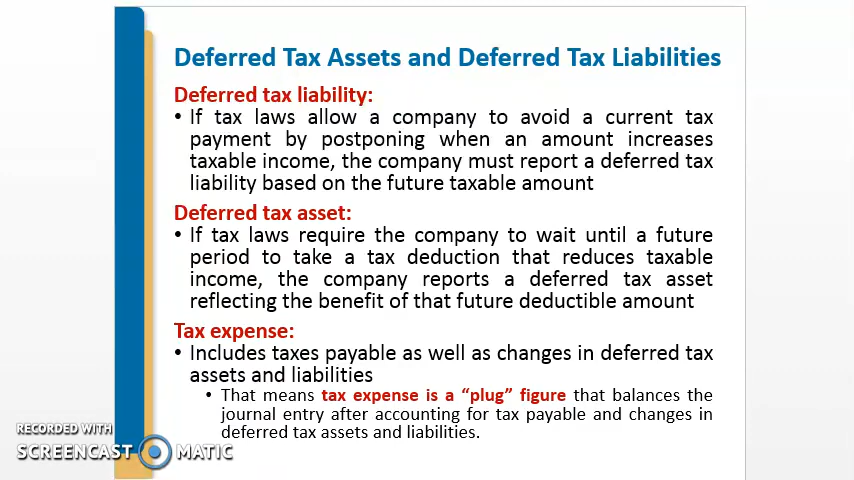 Deferred Tax Assets and Deferred Tax Liabilities
Deferred tax liability:
• If tax laws allow a company to avoid a current tax
payment by postponing when an amount increases
taxable income, the company must report a deferred tax
liability based on the future taxable amount
Deferred tax asset:
• If tax laws require the company to wait until a future
period to take a tax deduction that reduces taxable
income, the company reports a deferred tax asset
reflecting the benefit of that future deductible amount
Tax expense:
• Includes taxes payable as well as changes in deferred tax
assets and liabilities
• That means tax expense is a “plug” figure that balances the
journal entry after accounting for tax payable and changes in
deferred tax assets and liabilities.
RECORDED WITH
SCREENCAST MATIC